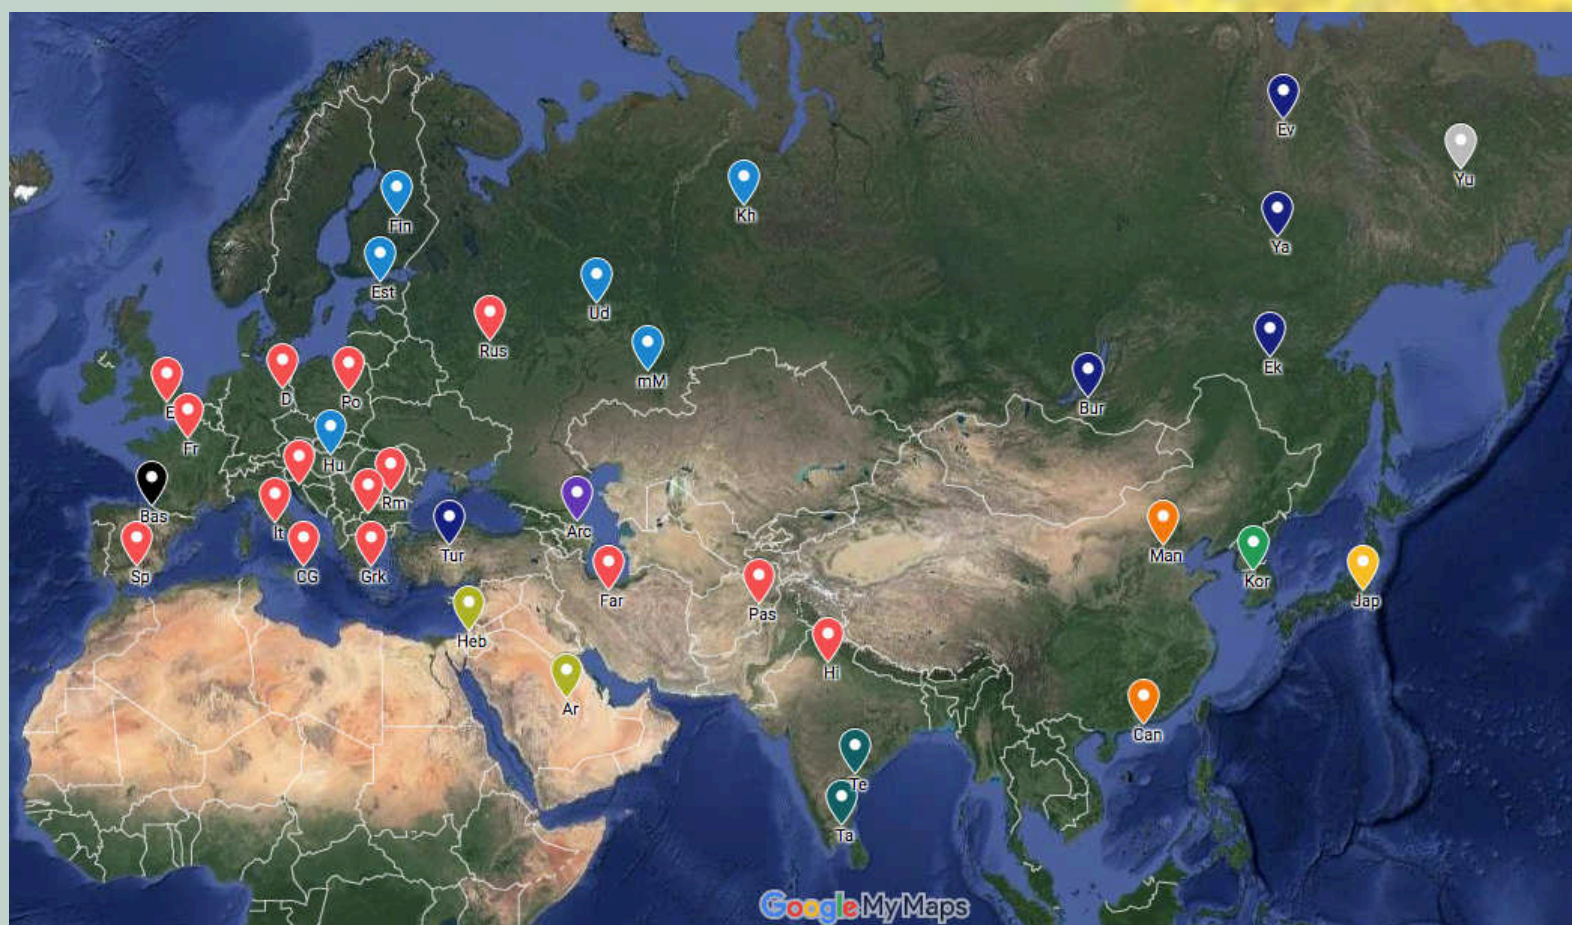 Ev
Yu
Kh
Fin
Ya
Est
Ud
Rus
mM
Ek
D
Po
E
Bur
Fr
Hu
Rm
Bas
It
Arc
Tur
Man
Sp
CG
Grk
Kor
Far
Pas
Jap
Heb
Hi
Ar
Can
Te
Ta
Google My Maps